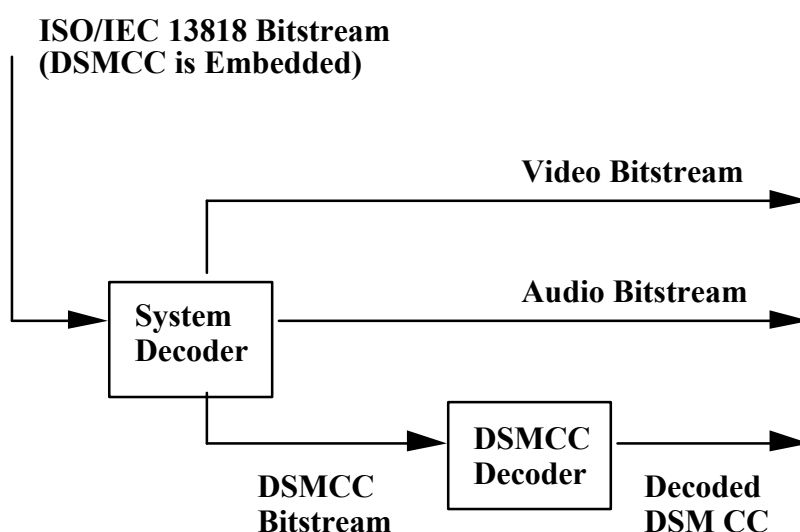 ISO/IEC 13818 Bitstream
(DSMCC is Embedded)
Video Bitstream
Audio Bitstream
System
Decoder
DSMCC
Decoder
DSMCC
Bitstream
Decoded
DSM CC